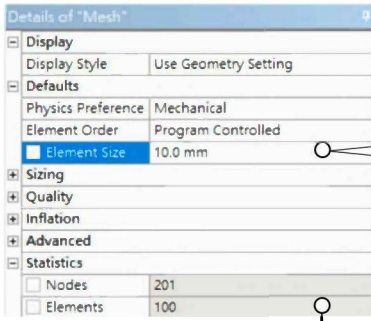 Details of "Mesh"
Display
Display Style Use Geometry Setting
Defaults
Physics Preference Mechanical
Element Order Program Controlled
Element Size 10.0 mm
Sizing
Quality
Inflation
Advanced
Statistics
Nodes 201
Elements 100